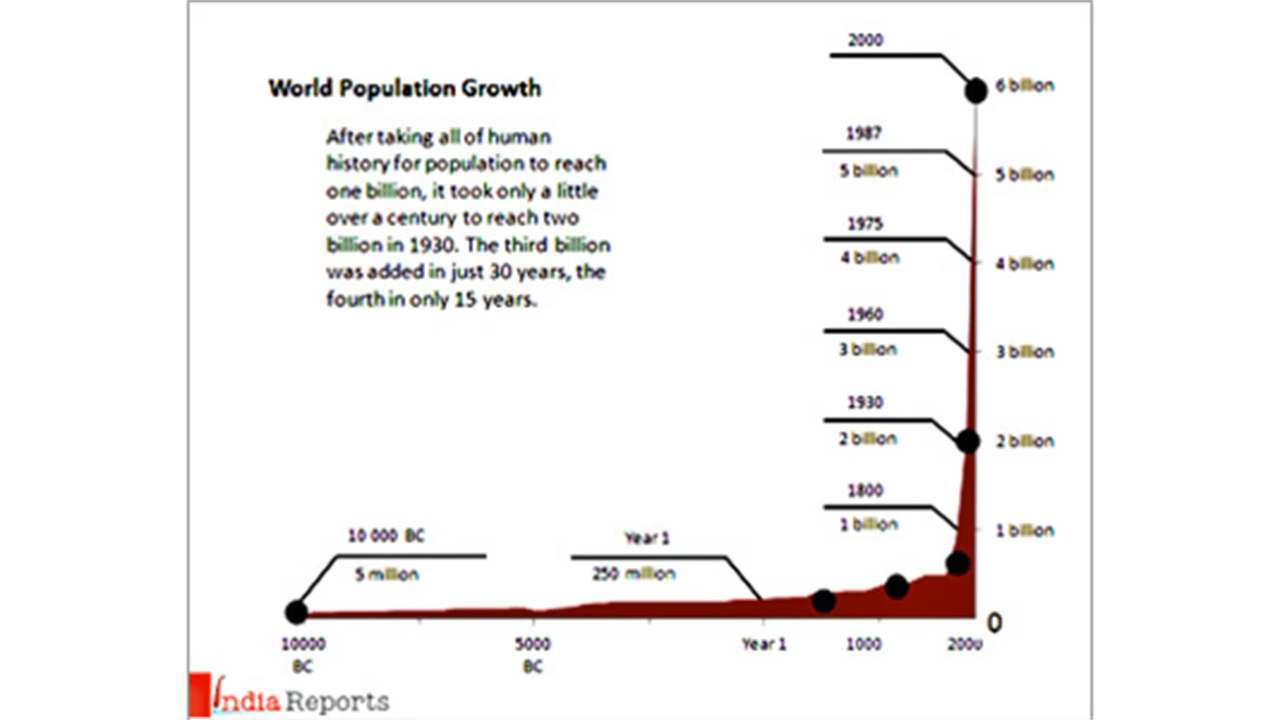 World Population Growth
After taking all of human
history for population to reach
one billion, it took only a little
over a century to reach two
billion in 1930. The third billion
was added in just 30 years, the
fourth in only 15 years.
2000
6 billion
1987
5 billion
5 billion
1975
4 billion
4 billion
1960
3 billion
3 billion
1930
2 billion
2 billion
1800
1 billion
1 billion
10 000 BC
5 million
Year 1
250 million
0
10000
BC
5000
BC
Year 1
1000
2000
India Reports